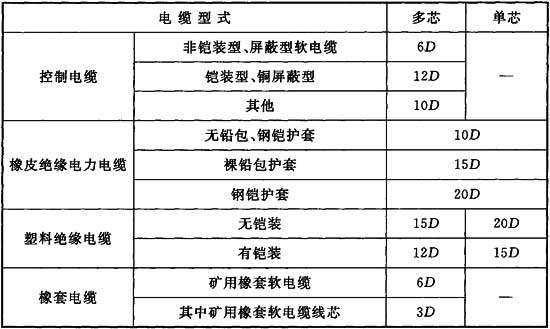 电缆型式 多芯 单芯
控制电缆 非铠装型、屏蔽型软电缆 6D —
铠装型、铜屏蔽型 12D
其他 10D
橡皮绝缘电力电缆 无铅包、钢铠护套 10D
裸铅包护套 15D
钢铠护套 20D
塑料绝缘电缆 无铠装 15D 20D
有铠装 12D 15D
橡套电缆 矿用橡套软电缆 6D —
其中矿用橡套软电缆线芯 3D